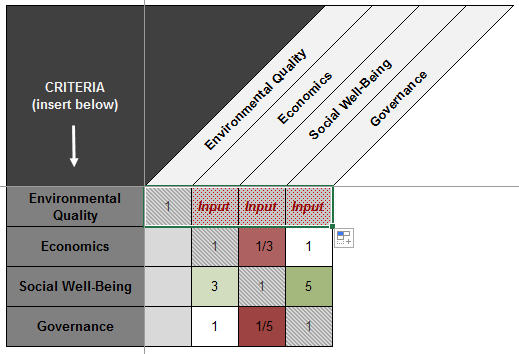 CRITERIA
(insert below)
Environmental Quality
Economics
Social Well-Being
Governance
Environmental
Quality
1 Input Input Input
Economics 1 1/3 1
Social Well-Being 3 1 5
Governance 1 1/5 1